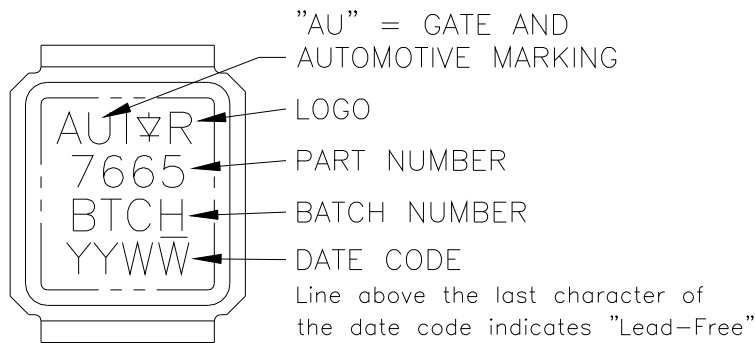 "AU" = GATE AND
AUTOMOTIVE MARKING
AUI R
LOGO
7665
PART NUMBER
BTCH
BATCH NUMBER
YYWW̅
DATE CODE
Line above the last character of
the date code indicates "Lead-Free"